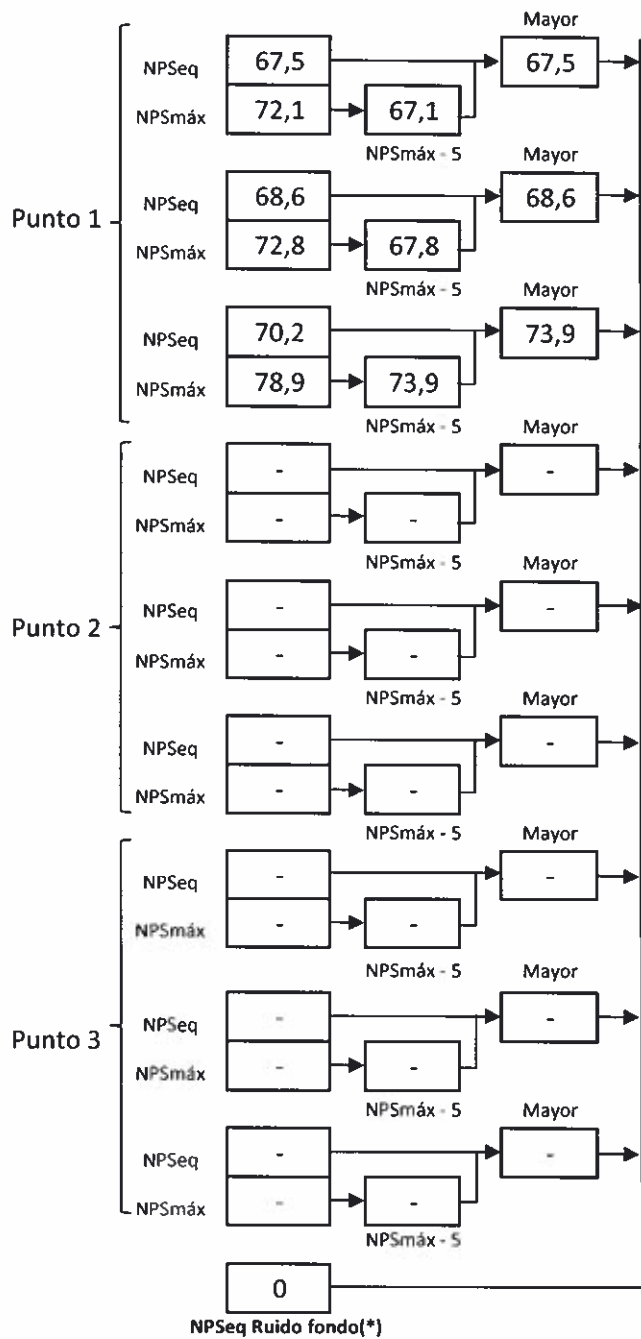 Mayor
NPSeq 67,5 67,5
NPSmáx 72,1 67,1
NPSmáx - 5
Mayor
Punto 1 NPSeq 68,6 68,6
NPSmáx 72,8 67,8
NPSmáx - 5
Mayor
NPSeq 70,2 73,9
NPSmáx 78,9 73,9
NPSmáx - 5
Mayor
NPSeq - -
NPSmáx - -
NPSmáx - 5
Mayor
Punto 2 NPSeq - -
NPSmáx - -
NPSmáx - 5
Mayor
NPSeq - -
NPSmáx - -
NPSmáx - 5
Mayor
NPSeq - -
NPSmáx - -
NPSmáx - 5
Mayor
Punto 3 NPSeq - -
NPSmáx - -
NPSmáx - 5
Mayor
NPSeq - -
NPSmáx - -
NPSmáx - 5
0
NPSeq Ruido fondo(*)